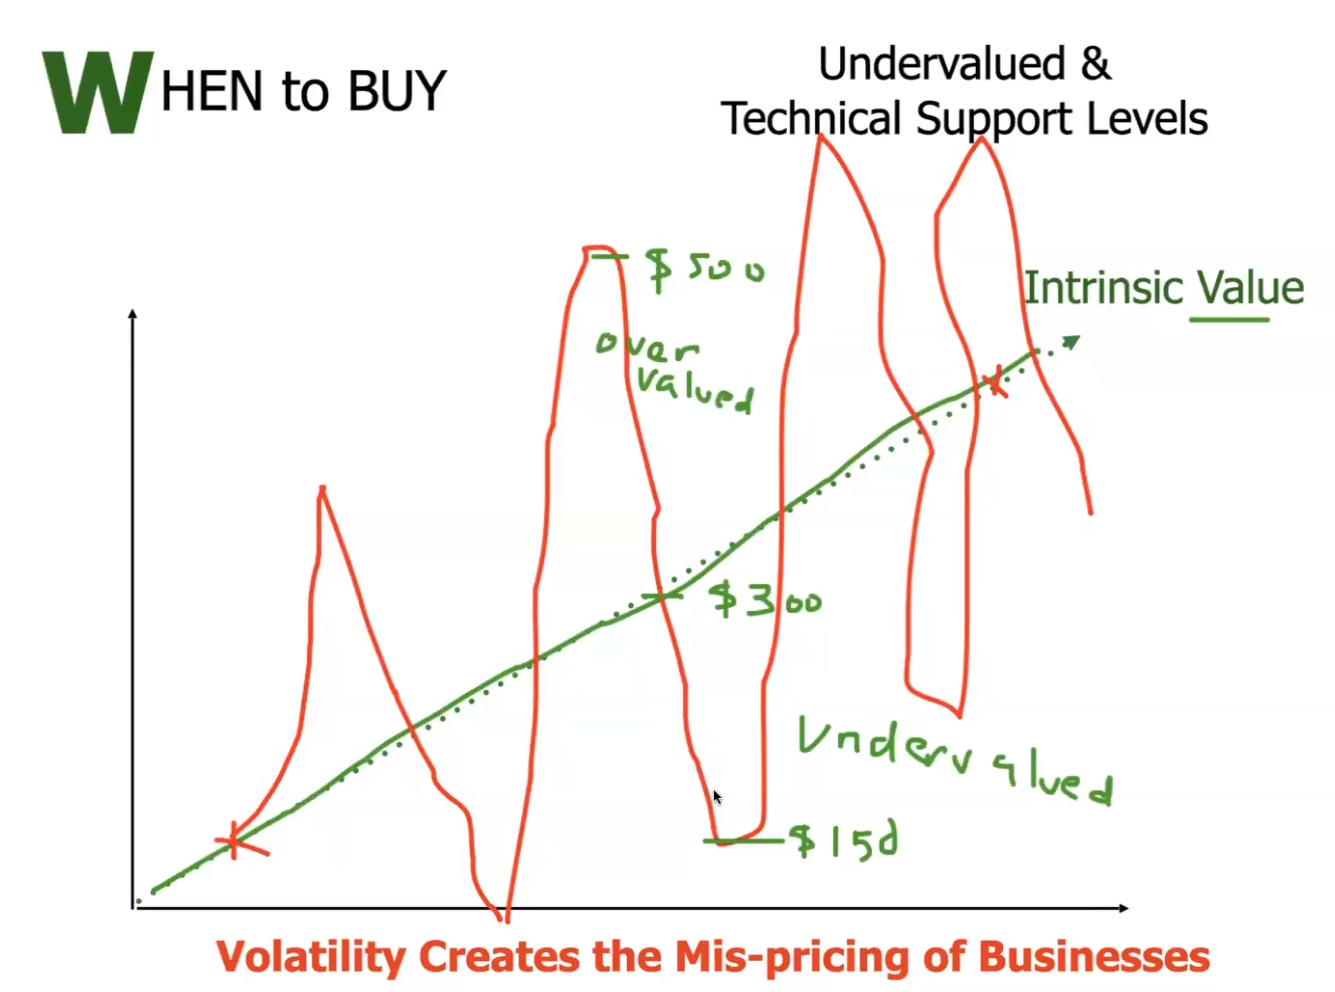 WHEN to BUY
Undervalued &
Technical Support Levels
$500
Intrinsic Value
over
valued
$300
Undervalued
$150
Volatility Creates the Mis-pricing of Businesses